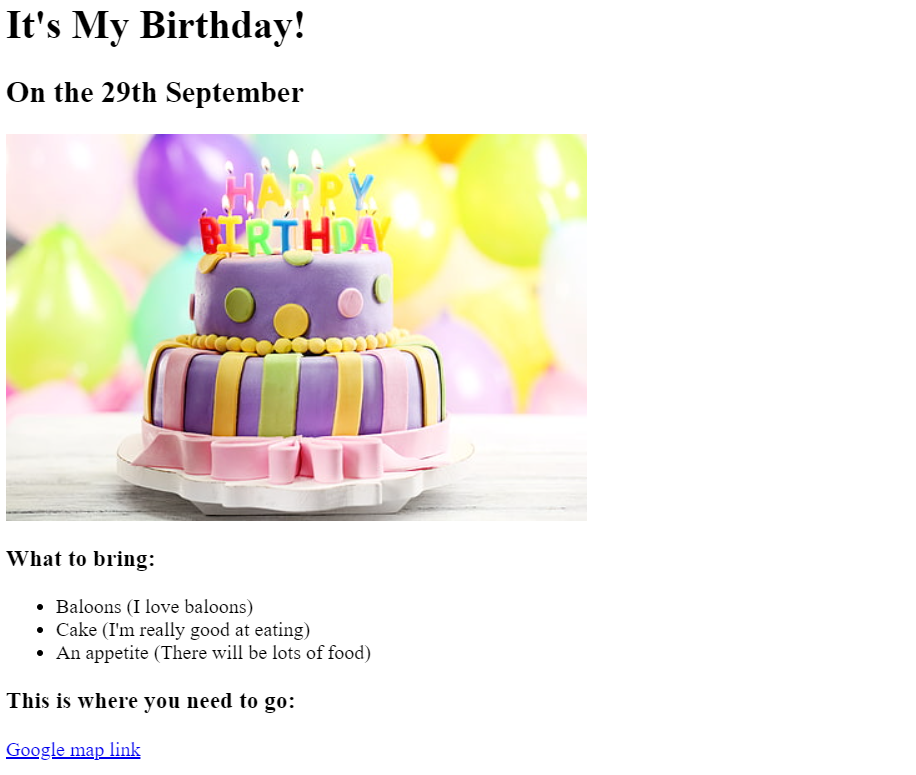 It's My Birthday!
On the 29th September
HAPPY
BIRTHDAY
What to bring:
Baloons (I love baloons)
Cake (I'm really good at eating)
An appetite (There will be lots of food)
This is where you need to go:
Google map link